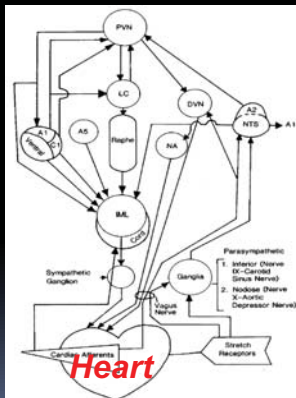 PVN
LC
DVN
A2
NTS
A1
A1
C1
Ventral
A5
Raphe
NA
IML
Cord
Parasympathetic
Sympathetic
Ganglion
Ganglia
1. Interior (Nerve
IX-Carotid
Sinus Nerve)
2. Nodose (Nerve
X-Aortic
Depressor Nerve)
Vagus
Nerve
Cardiac Afferents
Heart
Stretch
Receptors